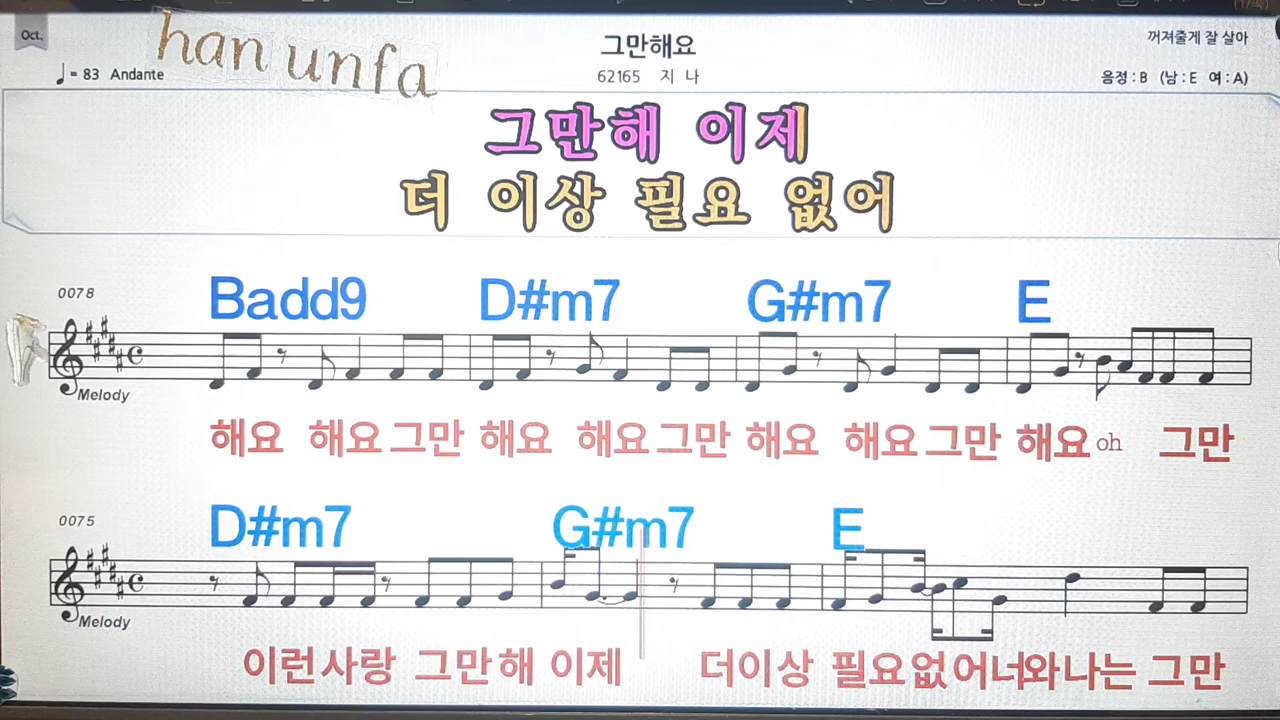 Oct.
han unfa
그만해요
꺼져줄게 잘 살아
♩= 83 Andante
62165 지 나
음정 : B (남 : E 여 : A)
그만해 이제
더 이상 필요 없어
0078
Badd9 D#m7 G#m7 E
Melody
해요 해요그만 해요 해요그만 해요 해요그만 해요oh 그만
0075
D#m7 G#m7 E
Melody
이런사랑 그만해 이제 더이상 필요없어너와나는 그만